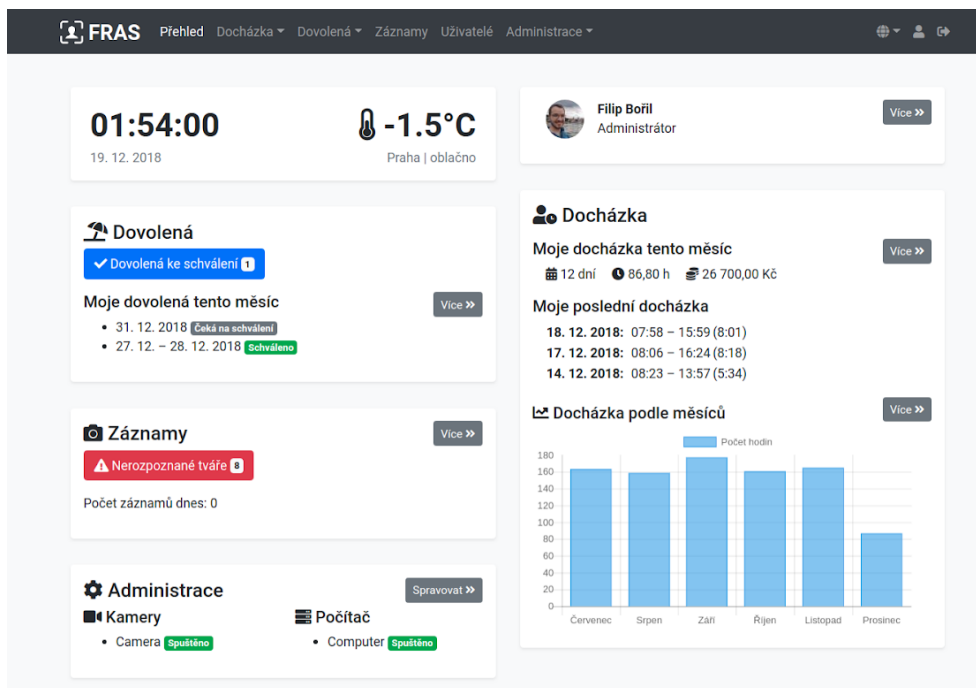 FRAS Přehled Docházka Dovolená Záznamy Uživatelé Administrace
01:54:00
19. 12. 2018
-1.5°C
Praha | oblačno
Dovolená
Dovolená ke schválení 1
Moje dovolená tento měsíc
Více
31. 12. 2018 Čeká na schválení
27. 12. – 28. 12. 2018 Schváleno
Záznamy
Více
Nerozpoznané tváře 8
Počet záznamů dnes: 0
Administrace
Spravovat
Kamery
Camera Spuštěno
Počítač
Computer Spuštěno
Filip Bořil
Administrátor
Více
Docházka
Moje docházka tento měsíc
Více
12 dní 86,80 h 26 700,00 Kč
Moje poslední docházka
18. 12. 2018: 07:58 – 15:59 (8:01)
17. 12. 2018: 08:06 – 16:24 (8:18)
14. 12. 2018: 08:23 – 13:57 (5:34)
Docházka podle měsíců
Více
Počet hodin
180
160
140
120
100
80
60
40
20
0
Červenec Srpen Září Říjen Listopad Prosinec